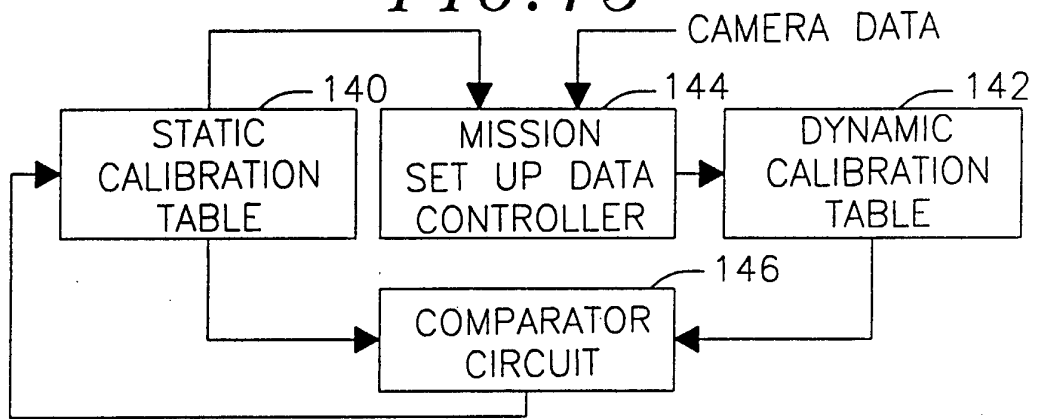 CAMERA DATA
140
STATIC
CALIBRATION
TABLE
144
MISSION
SET UP DATA
CONTROLLER
142
DYNAMIC
CALIBRATION
TABLE
146
COMPARATOR
CIRCUIT